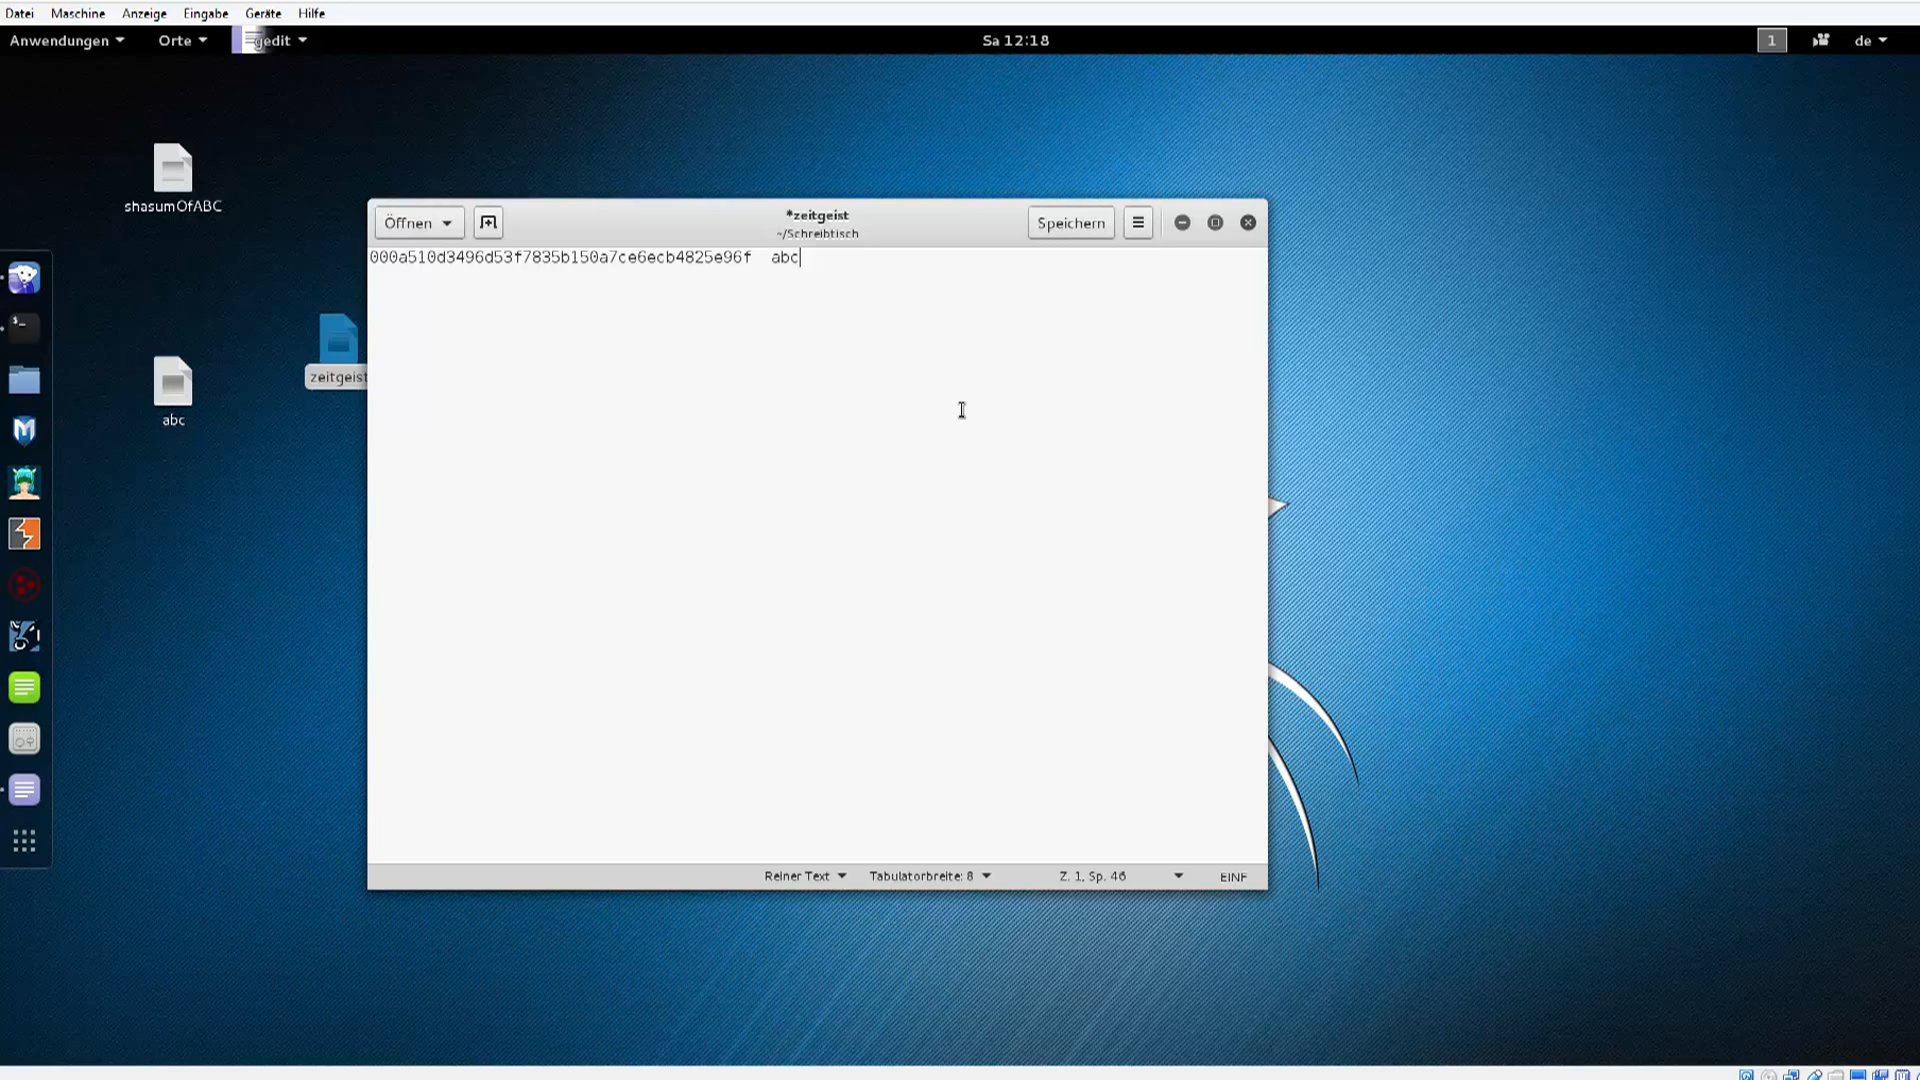 Datei Maschine Anzeige Eingabe Geräte Hilfe
Anwendungen Orte gedit Sa 12:18 1 de
shasumOfABC
Öffnen *zeitgeist Speichern
~/Schreibtisch
000a510d3496d53f7835b150a7ce6ecb4825e96f  abc
zeitgeist
abc
Reiner Text Tabulatorbreite: 8 Z. 1, Sp. 46 EINF